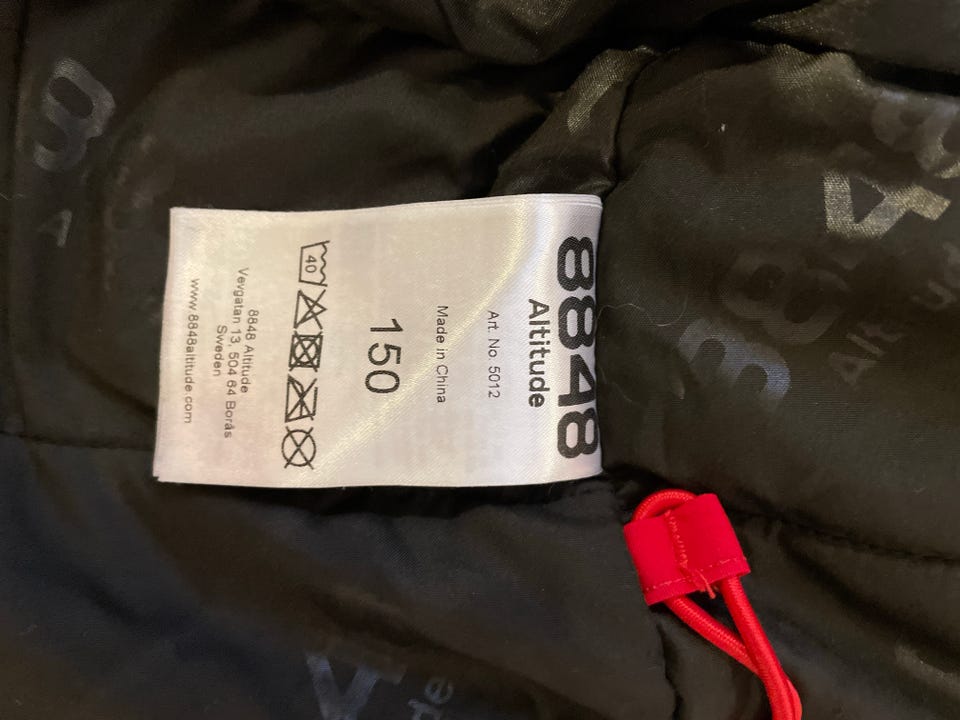 8848
Altitude
Art. No. 5012
Made in China
150
40
8848 Altitude
Vevgatan 13, 504 64 Borås
Sweden
www.8848altitude.com